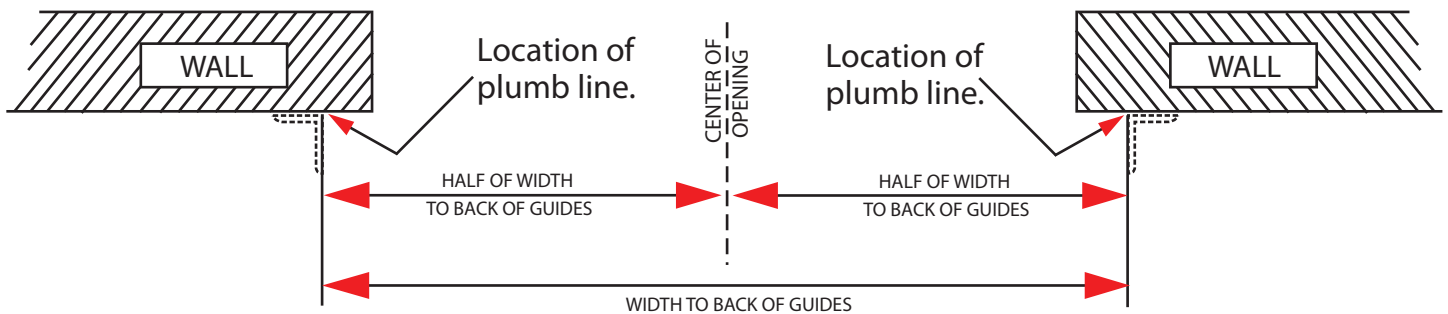 WALL
Location of
plumb line.
CENTER OF
OPENING
Location of
plumb line.
WALL
HALF OF WIDTH
TO BACK OF GUIDES
HALF OF WIDTH
TO BACK OF GUIDES
WIDTH TO BACK OF GUIDES